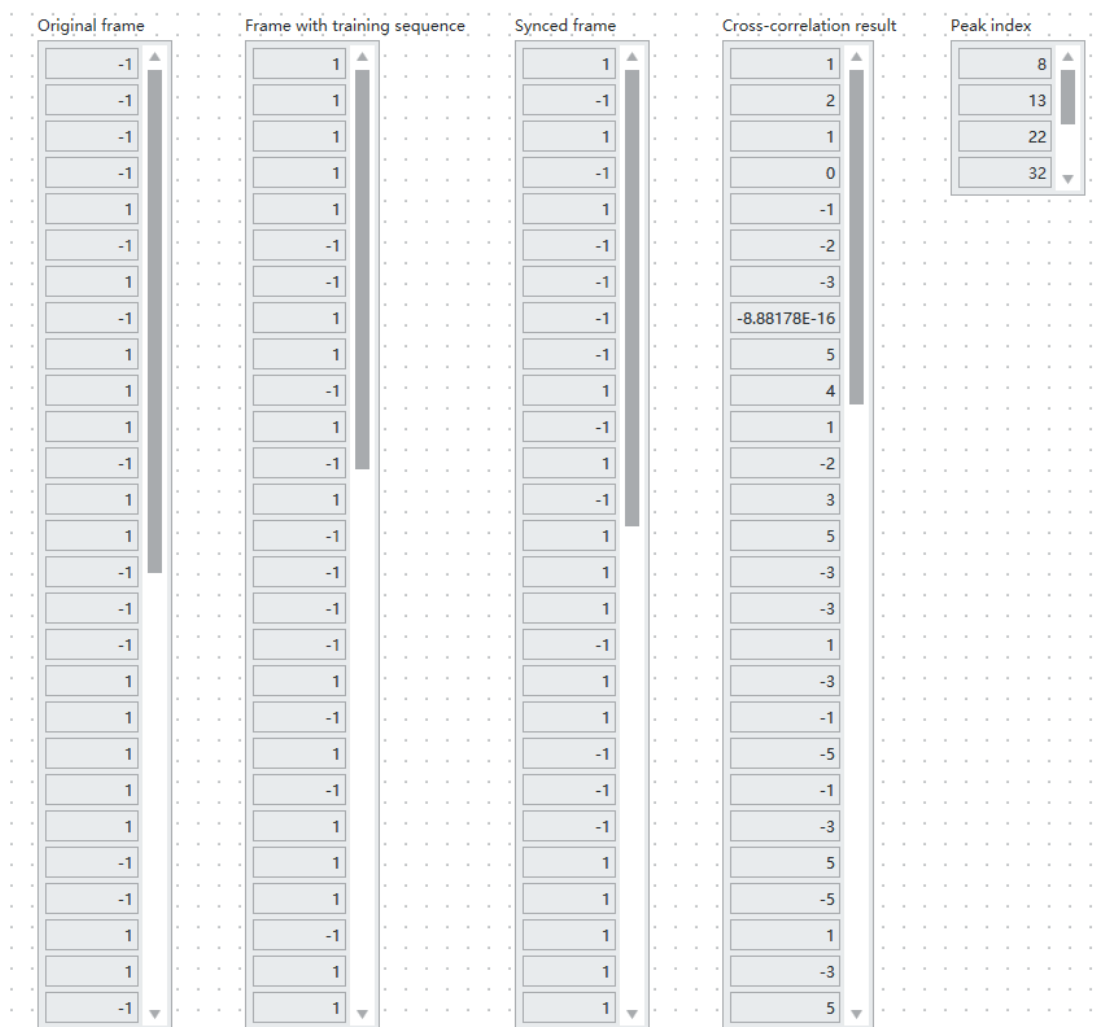 Original frame Frame with training sequence Synced frame Cross-correlation result Peak index
-1 1 1 1 8
-1 1 -1 2 13
-1 1 1 1 22
-1 1 -1 0 32
1 1 1 -1
-1 -1 -1 -2
1 -1 -1 -3
-1 1 -1 -8.88178E-16
1 1 -1 5
1 -1 1 4
1 1 -1 1
-1 -1 1 -2
1 1 -1 3
1 -1 1 5
-1 -1 1 -3
-1 -1 1 -3
-1 -1 -1 1
1 1 1 -3
1 -1 1 -1
1 1 -1 -5
1 -1 -1 -1
1 1 -1 -3
-1 1 1 5
-1 1 1 -5
1 -1 1 1
1 1 1 -3
-1 1 1 5